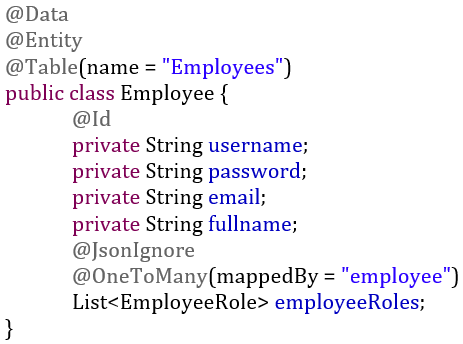 @Data
@Entity
@Table(name = "Employees")
public class Employee {
@Id
private String username;
private String password;
private String email;
private String fullname;
@JsonIgnore
@OneToMany(mappedBy = "employee")
List<EmployeeRole> employeeRoles;
}